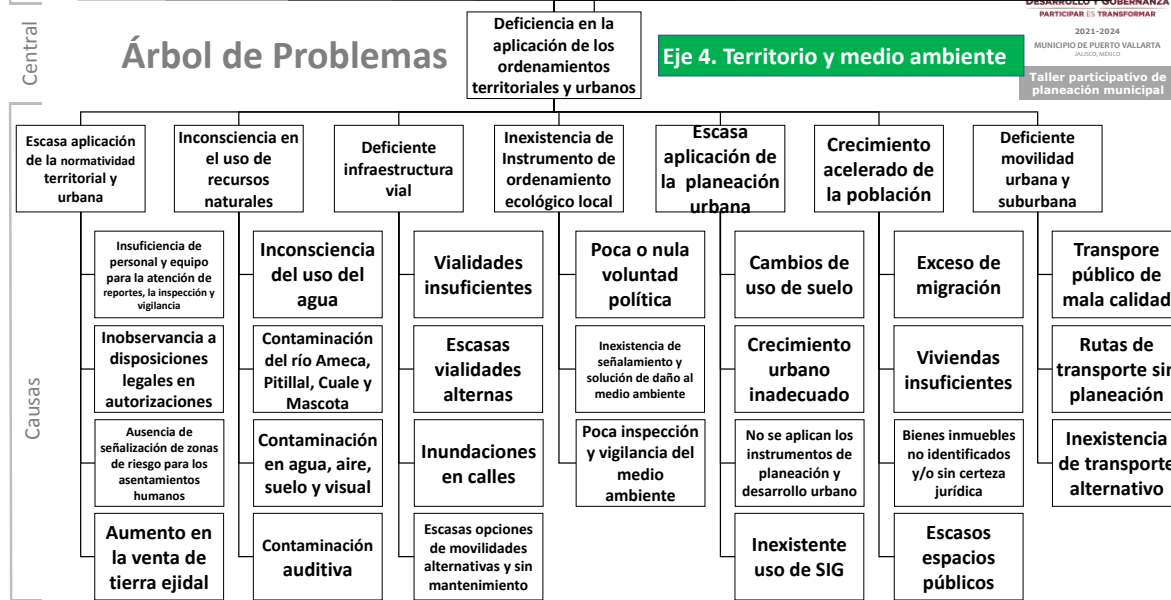 DESARROLLO Y GOBERNANZA
PARTICIPAR ES TRANSFORMAR
2021-2024
MUNICIPIO DE PUERTO VALLARTA
JALISCO, MÉXICO
Taller participativo de
planeación municipal
Central
Árbol de Problemas
Deficiencia en la
aplicación de los
ordenamientos
territoriales y urbanos
Eje 4. Territorio y medio ambiente
Causas
Escasa aplicación
de la normatividad
territorial y
urbana
Inconsciencia en
el uso de
recursos
naturales
Deficiente
infraestructura
vial
Inexistencia de
Instrumento de
ordenamiento
ecológico local
Escasa
aplicación de
la planeación
urbana
Crecimiento
acelerado de
la población
Deficiente
movilidad
urbana y
suburbana
Insuficiencia de
personal y equipo
para la atención de
reportes, la inspección y
vigilancia
Inobservancia a
disposiciones
legales en
autorizaciones
Ausencia de
señalización de zonas
de riesgo para los
asentamientos
humanos
Aumento en
la venta de
tierra ejidal
Inconsciencia
del uso del
agua
Contaminación
del río Ameca,
Pitillal, Cuale y
Mascota
Contaminación
en agua, aire,
suelo y visual
Contaminación
auditiva
Vialidades
insuficientes
Escasas
vialidades
alternas
Inundaciones
en calles
Escasas opciones
de movilidades
alternativas y sin
mantenimiento
Poca o nula
voluntad
política
Inexistencia de
señalamiento y
solución de daño al
medio ambiente
Poca inspección
y vigilancia del
medio
ambiente
Cambios de
uso de suelo
Crecimiento
urbano
inadecuado
No se aplican los
instrumentos de
planeación y
desarrollo urbano
Inexistente
uso de SIG
Exceso de
migración
Viviendas
insuficientes
Bienes inmuebles
no identificados
y/o sin certeza
jurídica
Escasos
espacios
públicos
Transpore
público de
mala calidad
Rutas de
transporte sin
planeación
Inexistencia
de transporte
alternativo